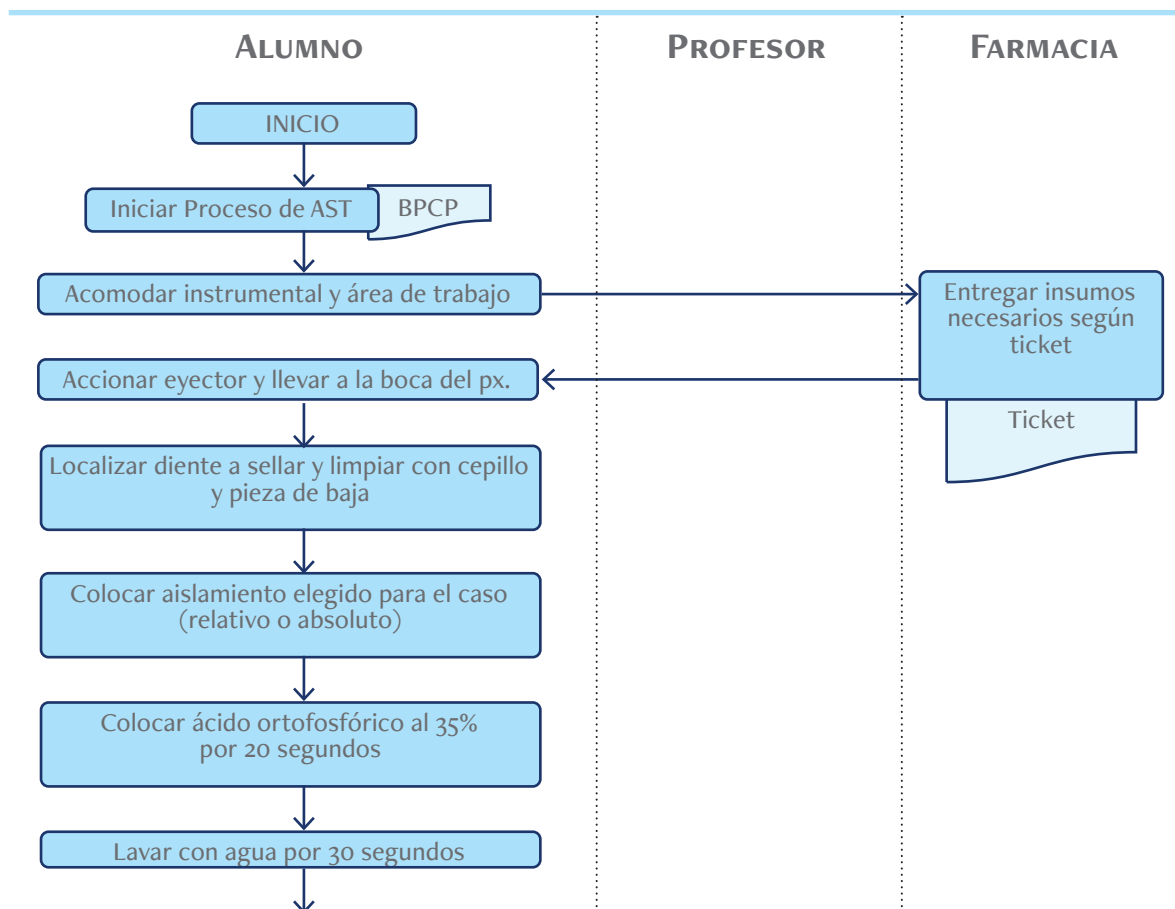 ALUMNO
PROFESOR
FARMACIA
INICIO
Iniciar Proceso de AST
BPCP
Acomodar instrumental y área de trabajo
Entregar insumos
necesarios según
ticket
Accionar eyector y llevar a la boca del px.
Ticket
Localizar diente a sellar y limpiar con cepillo
y pieza de baja
Colocar aislamiento elegido para el caso
(relativo o absoluto)
Colocar ácido ortofosfórico al 35%
por 20 segundos
Lavar con agua por 30 segundos